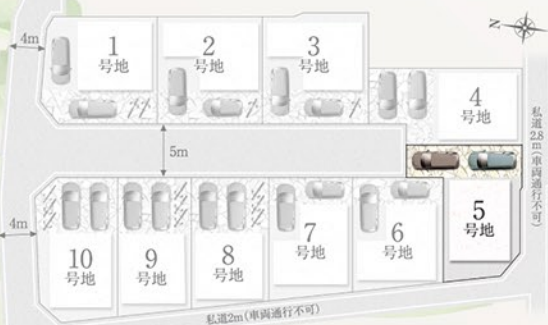 N
4m
1
号地
2
号地
3
号地
4
号地
私道2.8m(車両通行不可)
5m
5
号地
4m
10
号地
9
号地
8
号地
7
号地
6
号地
私道2m(車両通行不可)